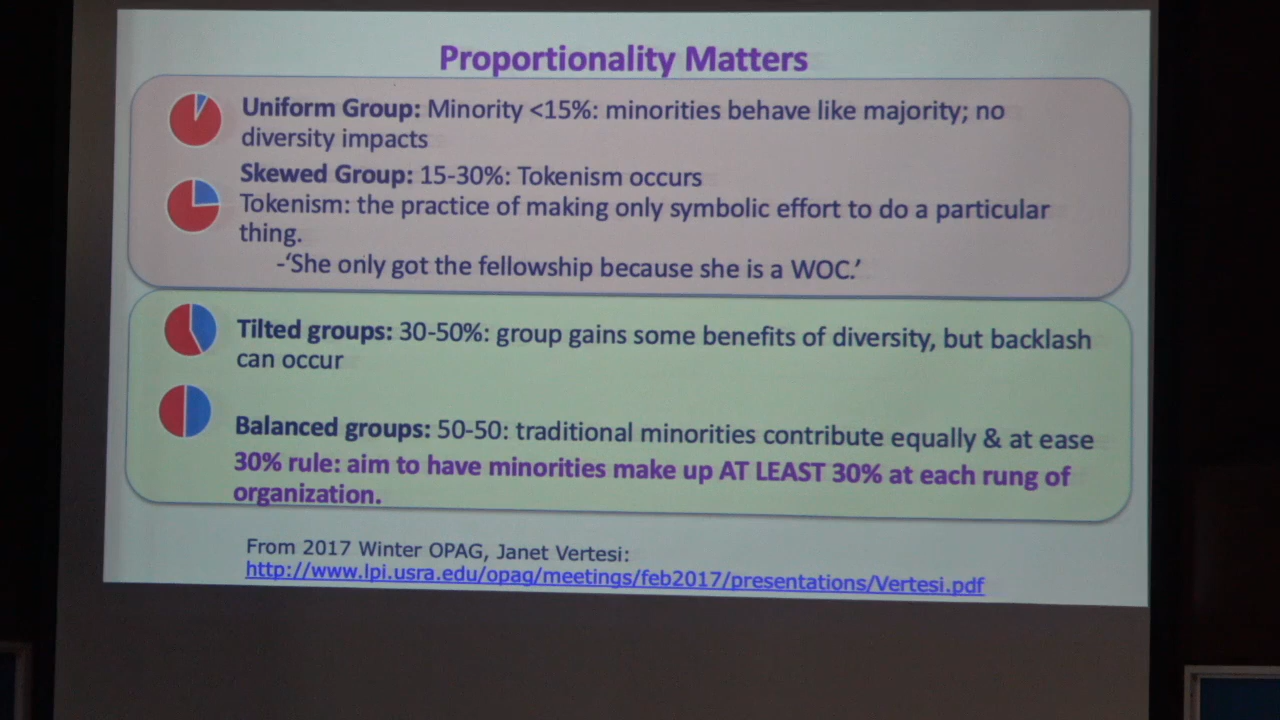 Proportionality Matters
Uniform Group: Minority <15%: minorities behave like majority; no
diversity impacts
Skewed Group: 15-30%: Tokenism occurs
Tokenism: the practice of making only symbolic effort to do a particular
thing.
-‘She only got the fellowship because she is a WOC.’
Tilted groups: 30-50%: group gains some benefits of diversity, but backlash
can occur
Balanced groups: 50-50: traditional minorities contribute equally & at ease
30% rule: aim to have minorities make up AT LEAST 30% at each rung of
organization.
From 2017 Winter OPAG, Janet Vertesi:
http://www.lpi.usra.edu/opag/meetings/feb2017/presentations/Vertesi.pdf